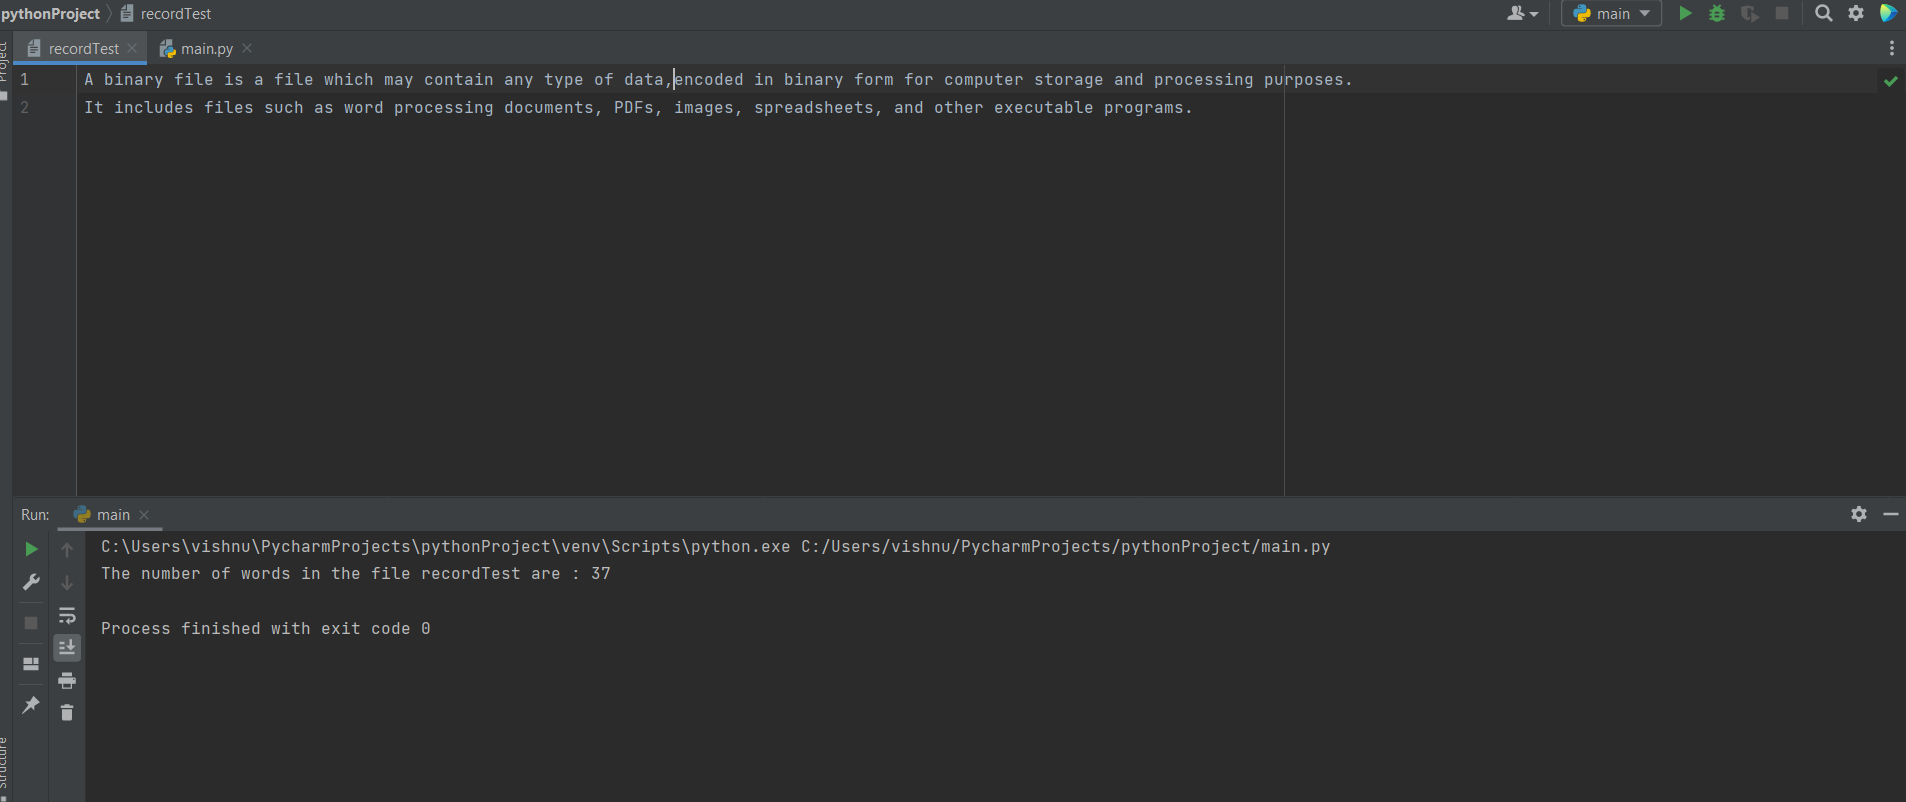 pythonProject recordTest main
recordTest main.py
Project
1 A binary file is a file which may contain any type of data,encoded in binary form for computer storage and processing purposes.
2 It includes files such as word processing documents, PDFs, images, spreadsheets, and other executable programs.
Run: main
C:\Users\vishnu\PycharmProjects\pythonProject\venv\Scripts\python.exe C:/Users/vishnu/PycharmProjects/pythonProject/main.py
The number of words in the file recordTest are : 37
Process finished with exit code 0
Structure